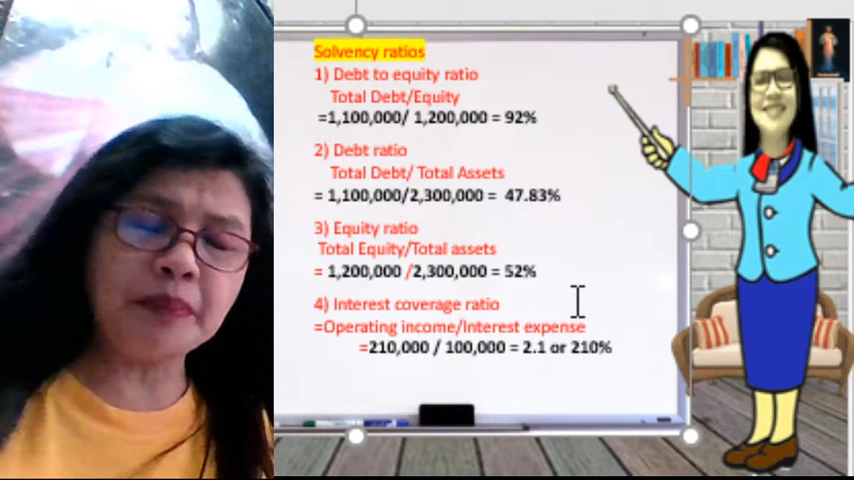 Solvency ratios
1) Debt to equity ratio
Total Debt/Equity
=1,100,000/ 1,200,000 = 92%
2) Debt ratio
Total Debt/ Total Assets
= 1,100,000/2,300,000 = 47.83%
3) Equity ratio
Total Equity/Total assets
= 1,200,000 /2,300,000 = 52%
4) Interest coverage ratio
=Operating income/Interest expense
=210,000 / 100,000 = 2.1 or 210%